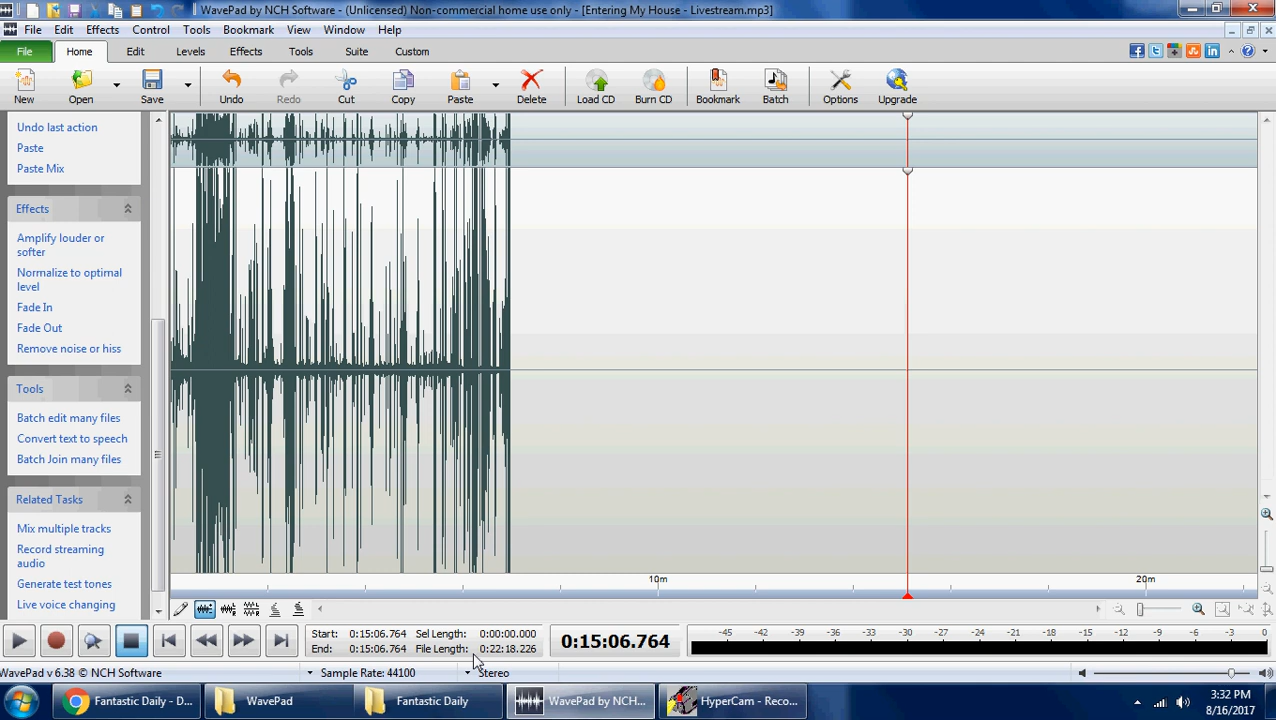 WavePad by NCH Software - (Unlicensed) Non-commercial home use only - [Entering My House - Livestream.mp3]
File Edit Effects Control Tools Bookmark View Window Help
File Home Edit Levels Effects Tools Suite Custom
New Open Save Undo Redo Cut Copy Paste Delete Load CD Burn CD Bookmark Batch Options Upgrade
Undo last action
Paste
Paste Mix
Effects
Amplify louder or
softer
Normalize to optimal
level
Fade In
Fade Out
Remove noise or hiss
Tools
Batch edit many files
Convert text to speech
Batch Join many files
Related Tasks
Mix multiple tracks
Record streaming
audio
Generate test tones
Live voice changing
10m 20m
Start: 0:15:06.764 Sel Length: 0:00:00.000
End: 0:15:06.764 File Length: 0:22:18.226
0:15:06.764
-45 -42 -39 -36 -33 -30 -27 -24 -21 -18 -15 -12 -9 -6 -3 0
WavePad v 6.38 © NCH Software Sample Rate: 44100 Stereo
Fantastic Daily - D... WavePad Fantastic Daily WavePad by NCH... HyperCam - Reco...
3:32 PM
8/16/2017